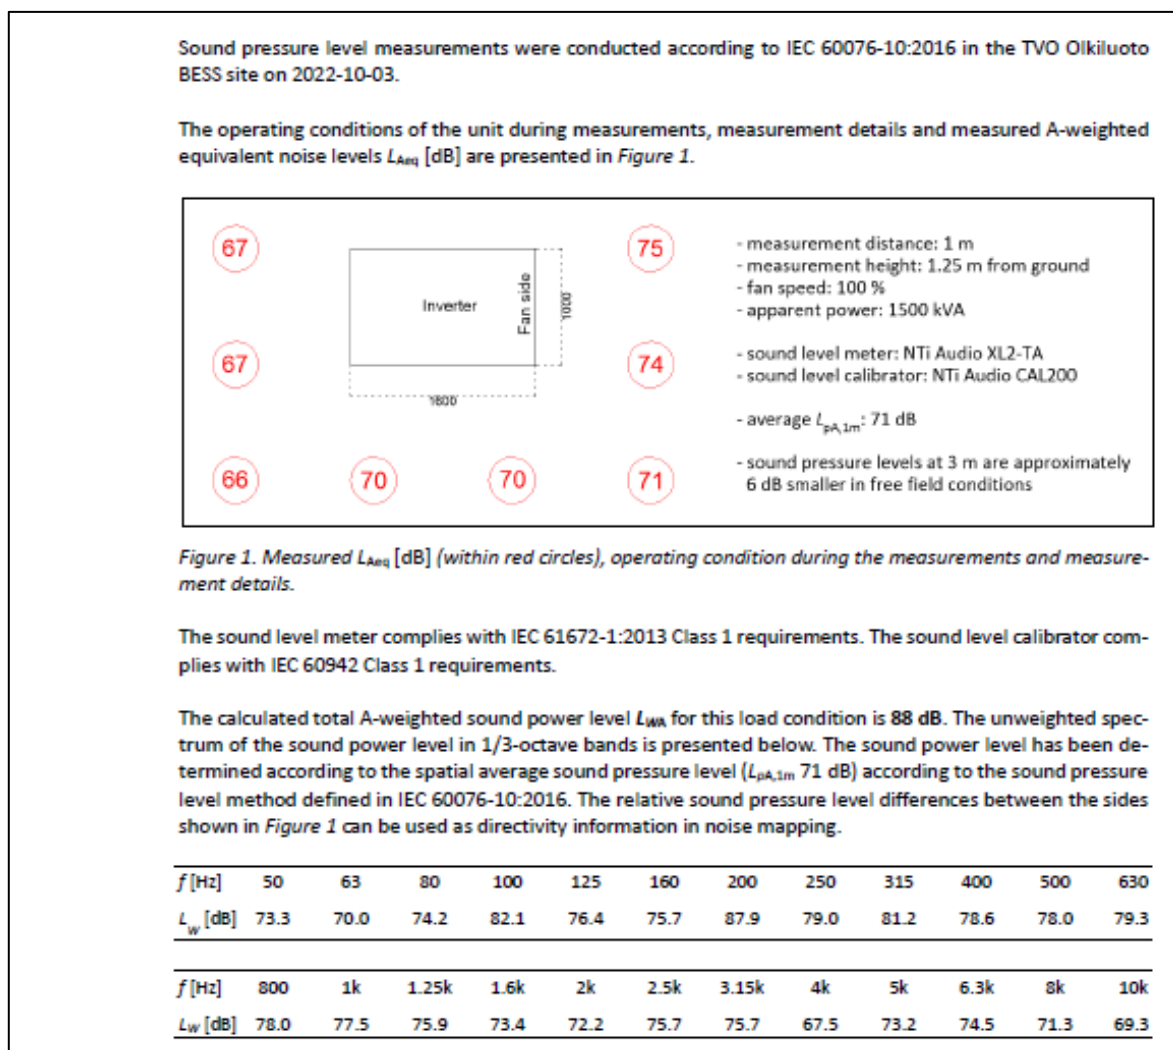 Sound pressure level measurements were conducted according to IEC 60076-10:2016 in the TVO Olkiluoto
BESS site on 2022-10-03.
The operating conditions of the unit during measurements, measurement details and measured A-weighted
equivalent noise levels LAeq [dB] are presented in Figure 1.
67
75
- measurement distance: 1 m
- measurement height: 1.25 m from ground
- fan speed: 100 %
- apparent power: 1500 kVA
Inverter
Fan side
1000
67
74
- sound level meter: NTi Audio XL2-TA
- sound level calibrator: NTi Audio CAL200
1600
- average LpA,1m: 71 dB
66
70
70
71
- sound pressure levels at 3 m are approximately
6 dB smaller in free field conditions
Figure 1. Measured LAeq [dB] (within red circles), operating condition during the measurements and measure-
ment details.
The sound level meter complies with IEC 61672-1:2013 Class 1 requirements. The sound level calibrator com-
plies with IEC 60942 Class 1 requirements.
The calculated total A-weighted sound power level LWA for this load condition is 88 dB. The unweighted spec-
trum of the sound power level in 1/3-octave bands is presented below. The sound power level has been de-
termined according to the spatial average sound pressure level (LpA,1m 71 dB) according to the sound pressure
level method defined in IEC 60076-10:2016. The relative sound pressure level differences between the sides
shown in Figure 1 can be used as directivity information in noise mapping.
f [Hz] 50 63 80 100 125 160 200 250 315 400 500 630
LW [dB] 73.3 70.0 74.2 82.1 76.4 75.7 87.9 79.0 81.2 78.6 78.0 79.3
f [Hz] 800 1k 1.25k 1.6k 2k 2.5k 3.15k 4k 5k 6.3k 8k 10k
LW [dB] 78.0 77.5 75.9 73.4 72.2 75.7 75.7 67.5 73.2 74.5 71.3 69.3